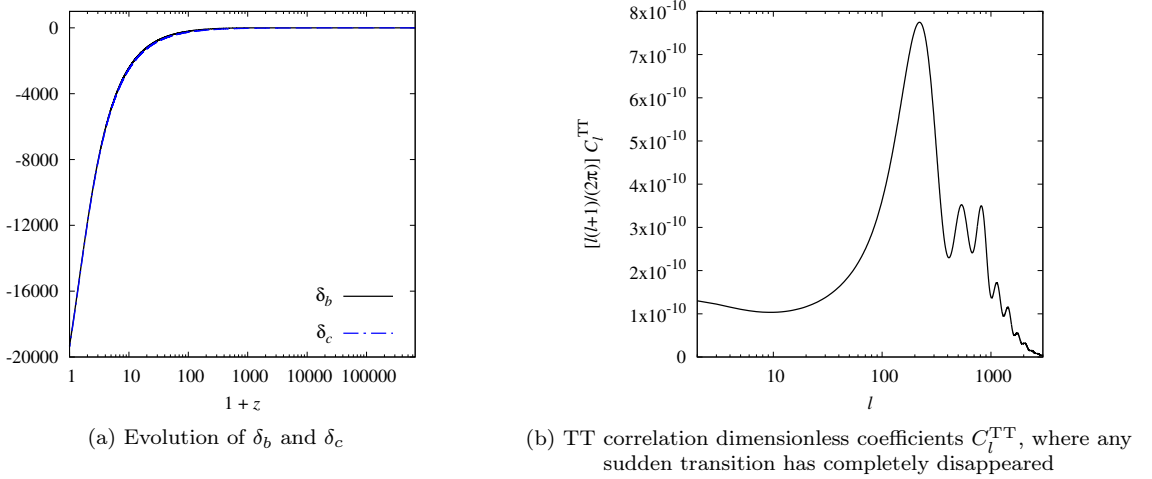 0
-4000
-8000
-12000
-16000
-20000
1 10 100 1000 10000 100000
1 + z
δb
δc
(a) Evolution of δb and δc
8x10-10
7x10-10
6x10-10
5x10-10
4x10-10
3x10-10
2x10-10
1x10-10
0
[l(l+1)/(2π)] ClTT
10 100 1000
l
(b) TT correlation dimensionless coefficients ClTT, where any
sudden transition has completely disappeared